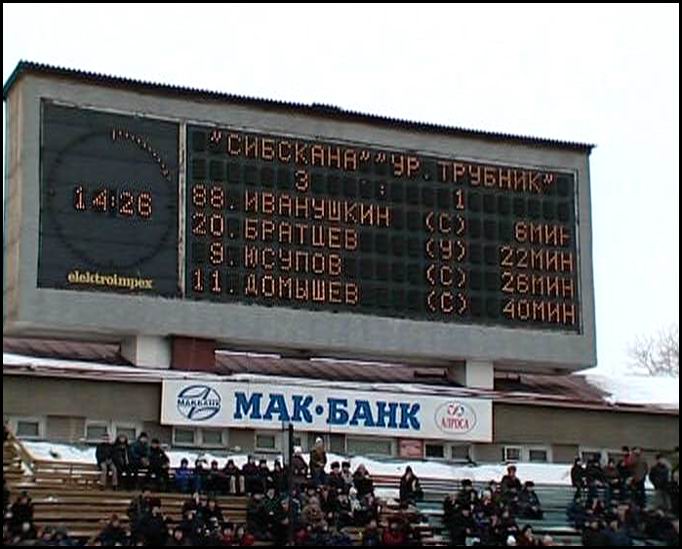 "СИБСКАНА" "УР.ТРУБНИК"
3 : 1
14:26
88.ИВАНУШКИН (С) 6МИН
20.БРАТЦЕВ (У) 22МИН
9.ЮСУПОВ (С) 26МИН
11.ДОМЫШЕВ (С) 40МИН
elektroimpex
МАКБАНК
МАК·БАНК
АЛРОСА